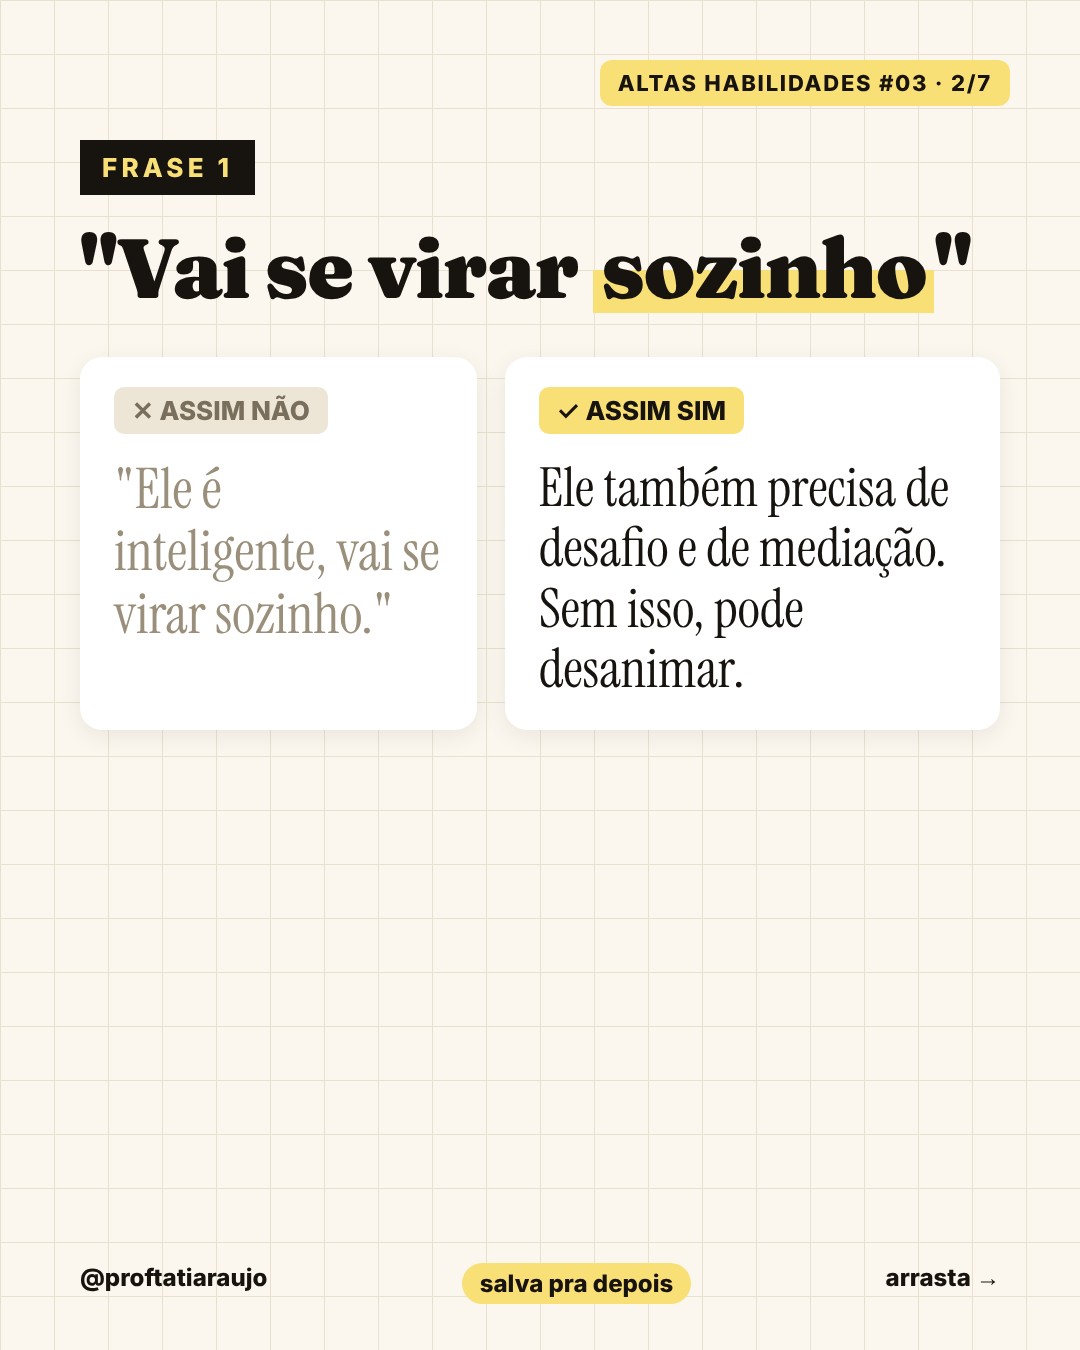 ALTAS HABILIDADES #03 · 2/7
FRASE 1
"Vai se virar sozinho"
✕ ASSIM NÃO
"Ele é
inteligente, vai se
virar sozinho."
✓ ASSIM SIM
Ele também precisa de
desafio e de mediação.
Sem isso, pode
desanimar.
@proftatiaraujo
salva pra depois
arrasta →